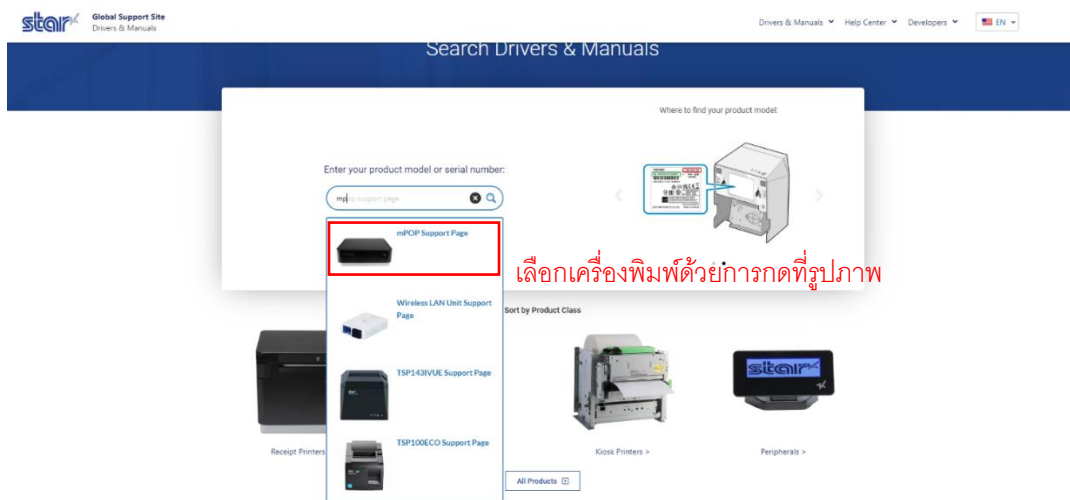 star
Global Support Site
Drivers & Manuals
Drivers & Manuals
Help Center
Developers
EN
Search Drivers & Manuals
Where to find your product model:
Enter your product model or serial number:
mp
support page
mPOP Support Page
เลือกเครื่องพิมพ์ด้วยการกดที่รูปภาพ
Wireless LAN Unit Support
Page
Sort by Product Class
TSP143IVUE Support Page
star
TSP100ECO Support Page
Receipt Printers
Kiosk Printers >
Peripherals >
All Products